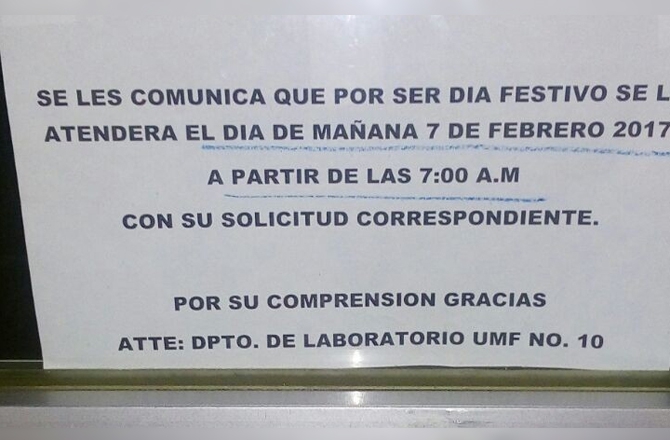 SE LES COMUNICA QUE POR SER DIA FESTIVO SE L
ATENDERA EL DIA DE MAÑANA 7 DE FEBRERO 2017
A PARTIR DE LAS 7:00 A.M
CON SU SOLICITUD CORRESPONDIENTE.
POR SU COMPRENSION GRACIAS
ATTE: DPTO. DE LABORATORIO UMF NO. 10